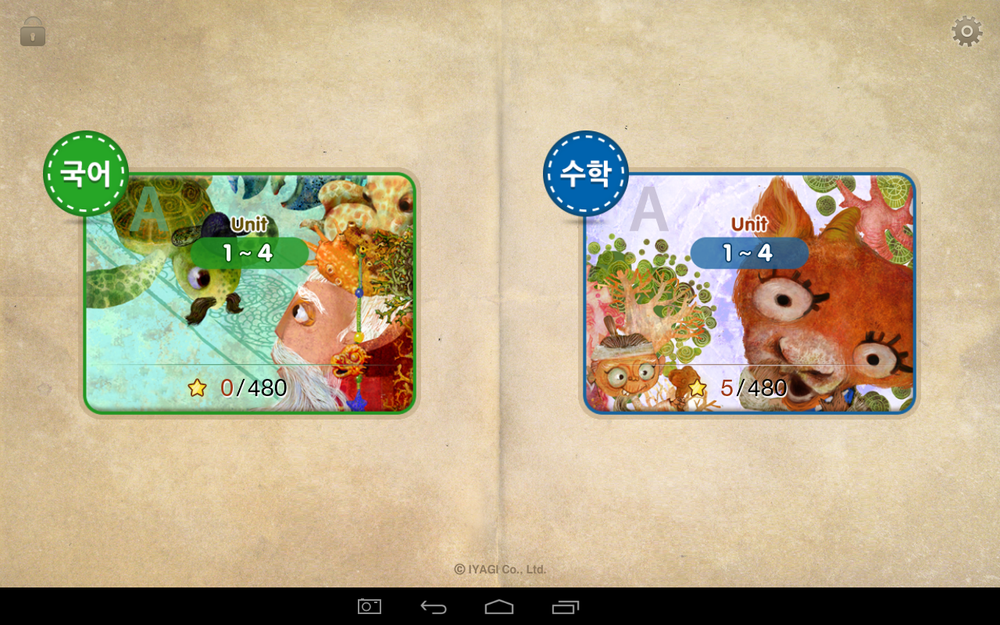 국어
A
Unit
1 ~ 4
0/480
수학
A
Unit
1 ~ 4
5/480
© IYAGI Co., Ltd.